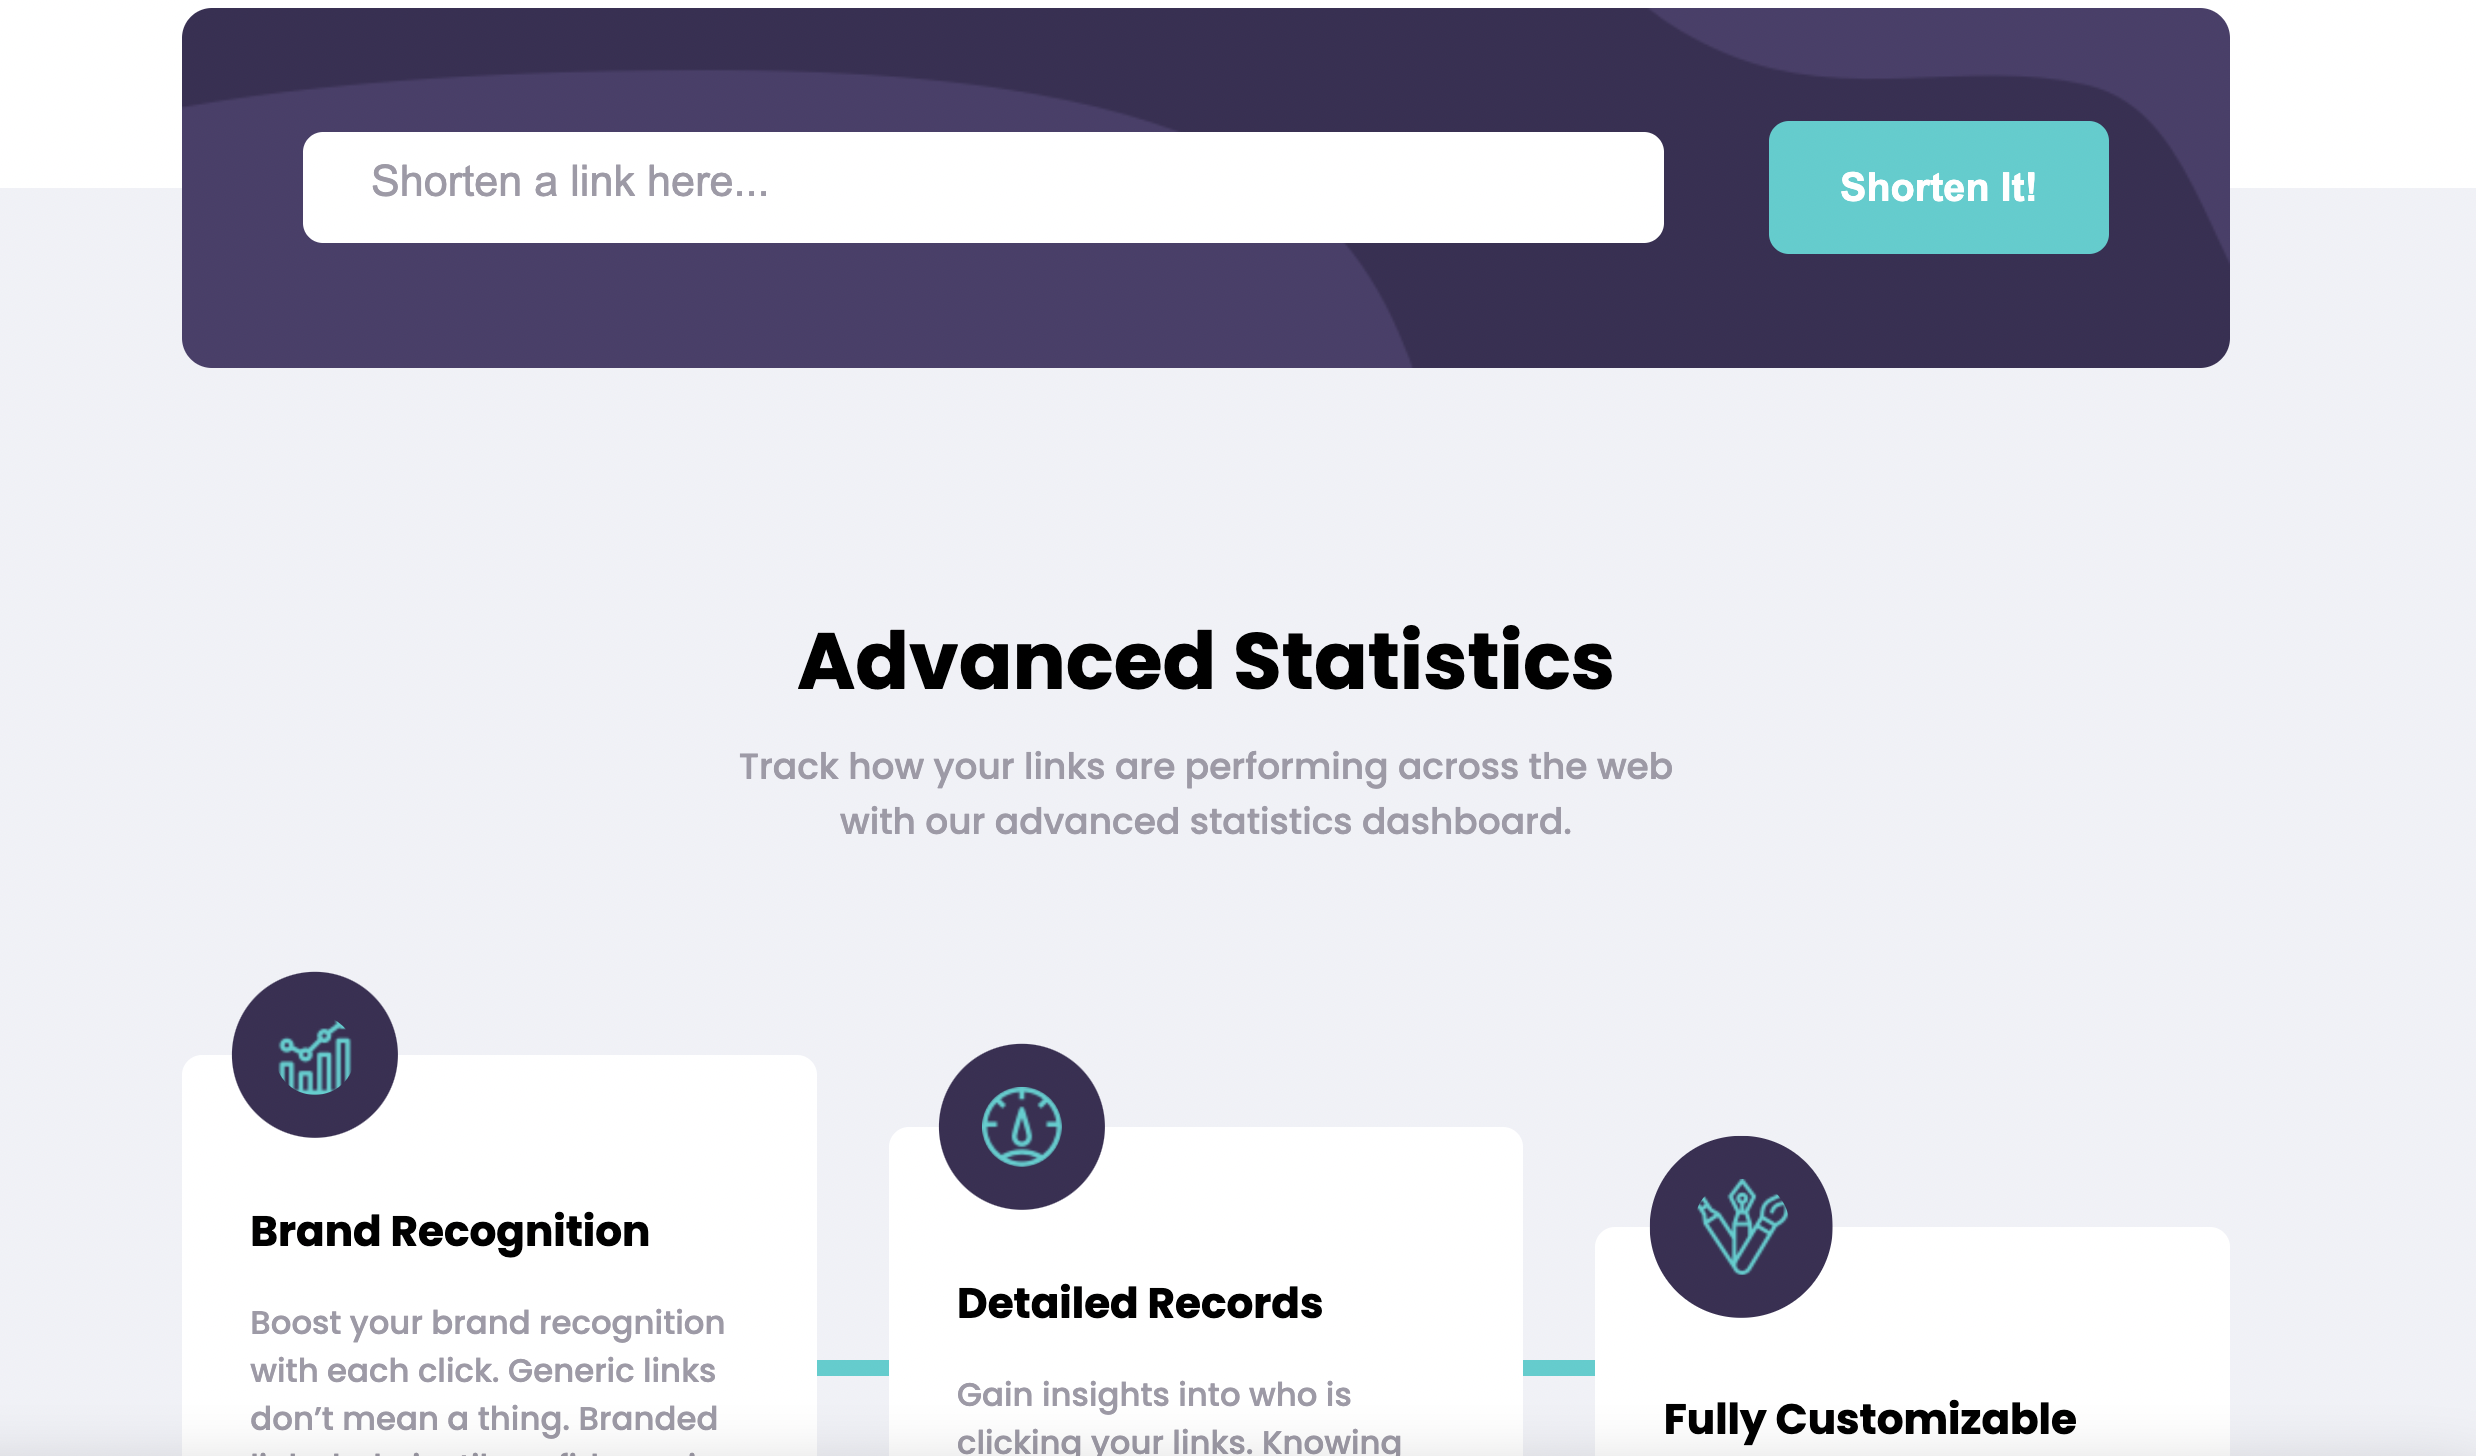 Shorten a link here...
Shorten It!
Advanced Statistics
Track how your links are performing across the web
with our advanced statistics dashboard.
Brand Recognition
Boost your brand recognition
with each click. Generic links
don’t mean a thing. Branded
Detailed Records
Gain insights into who is
clicking your links. Knowing
Fully Customizable